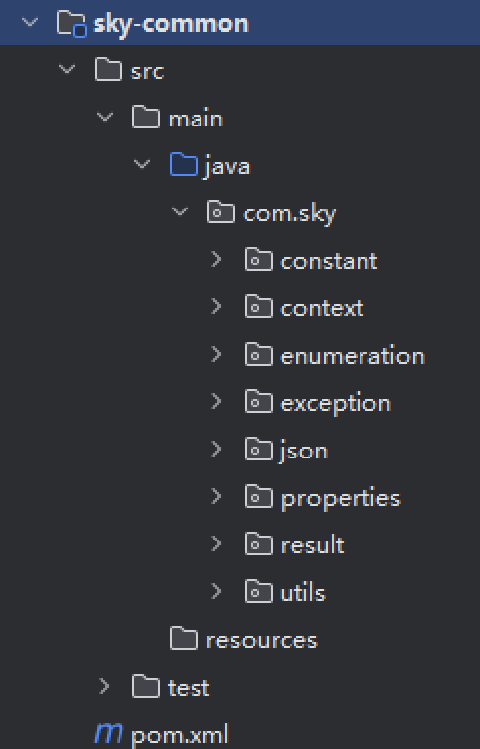 sky-common
src
main
java
com.sky
constant
context
enumeration
exception
json
properties
result
utils
resources
test
pom.xml